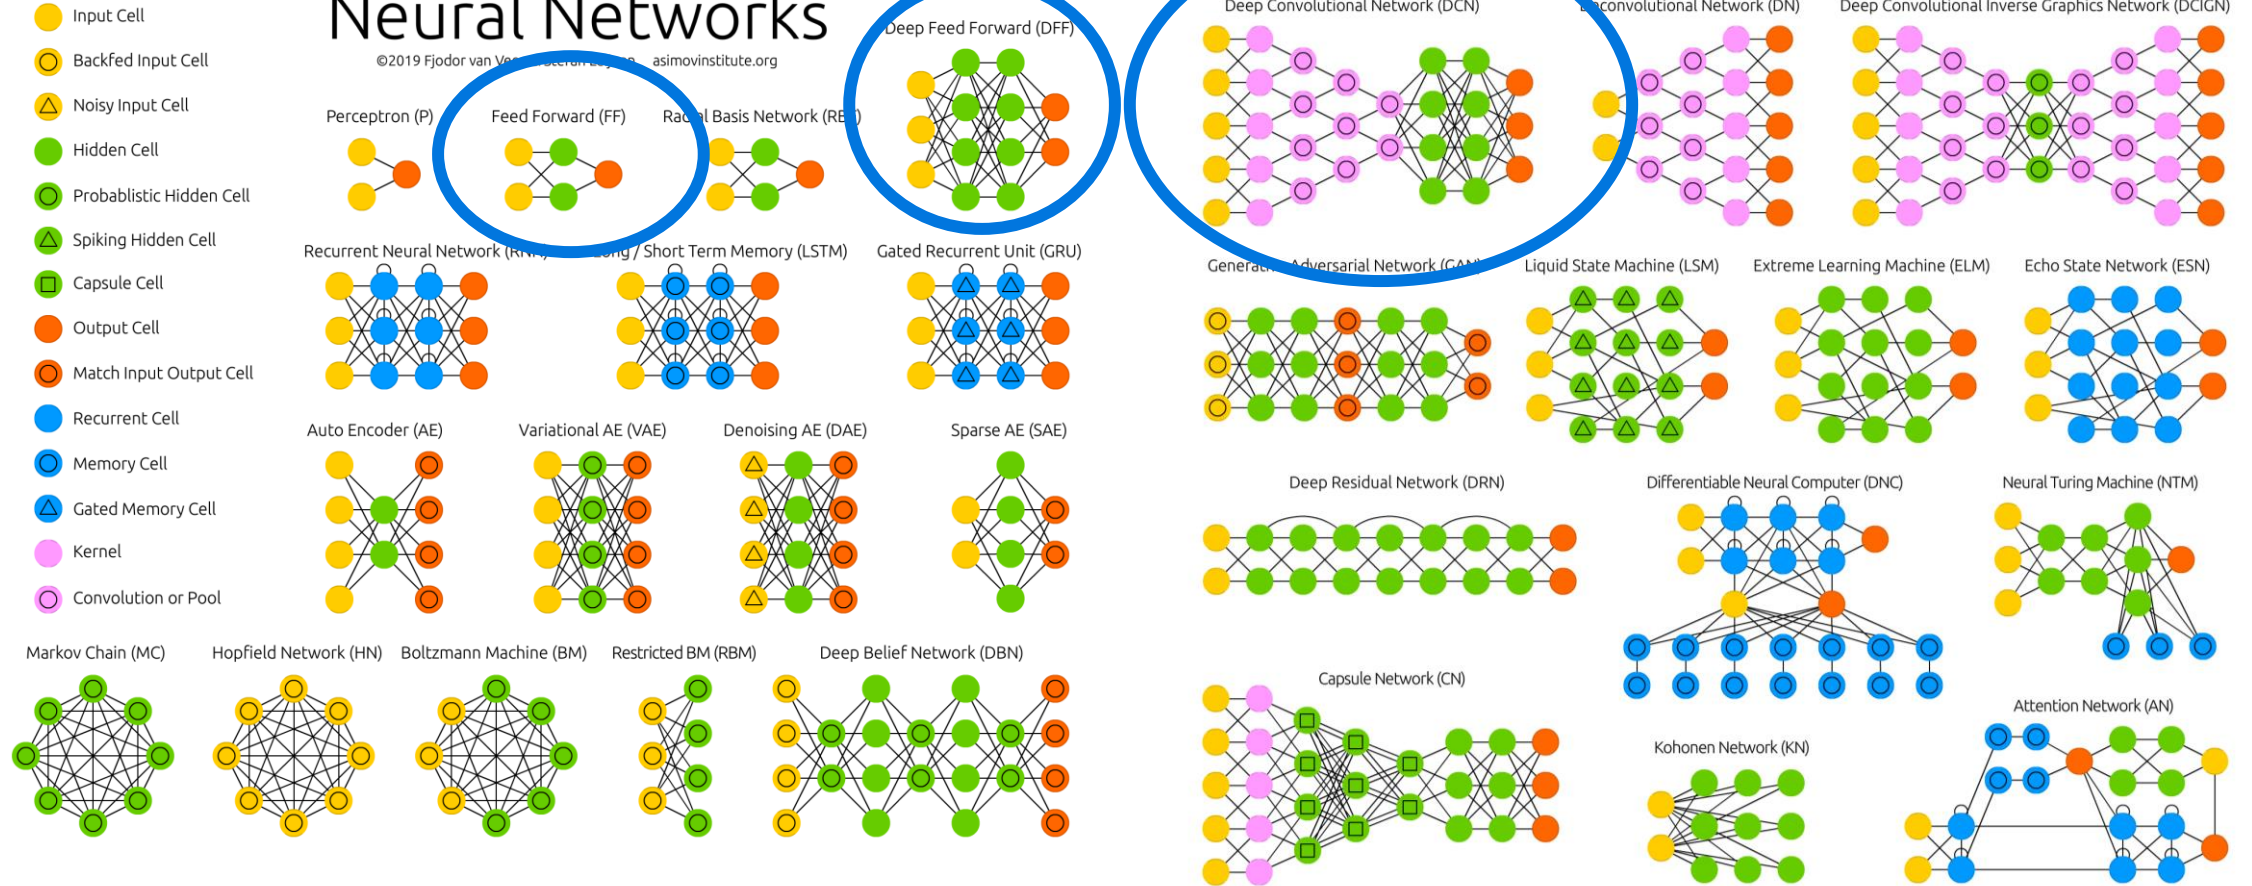 Input Cell
Backfed Input Cell
Noisy Input Cell
Hidden Cell
Probablistic Hidden Cell
Spiking Hidden Cell
Capsule Cell
Output Cell
Match Input Output Cell
Recurrent Cell
Memory Cell
Gated Memory Cell
Kernel
Convolution or Pool
Neural Networks
©2019 Fjodor van asimovinstitute.org
Deep Feed Forward (DFF)
Perceptron (P)
Feed Forward (FF)
Radial Basis Network
Recurrent Neural Network
/ Short Term Memory (LSTM)
Gated Recurrent Unit (GRU)
Auto Encoder (AE)
Variational AE (VAE)
Denoising AE (DAE)
Sparse AE (SAE)
Markov Chain (MC)
Hopfield Network (HN)
Boltzmann Machine (BM)
Restricted BM (RBM)
Deep Belief Network (DBN)
Deep Convolutional Network (DCN)
Network (DN)
Deep Convolutional Inverse Graphics Network (DCIGN)
Adversarial Network
Liquid State Machine (LSM)
Extreme Learning Machine (ELM)
Echo State Network (ESN)
Deep Residual Network (DRN)
Differentiable Neural Computer (DNC)
Neural Turing Machine (NTM)
Capsule Network (CN)
Kohonen Network (KN)
Attention Network (AN)